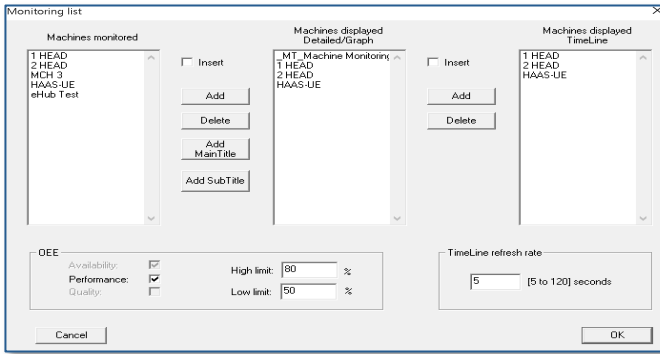 Monitoring list
Machines monitored
1 HEAD
2 HEAD
MCH 3
HAAS-UE
eHub Test
Insert
Add
Delete
Add
MainTitle
Add SubTitle
Machines displayed
Detailed/Graph
_MT_Machine Monitoring
1 HEAD
2 HEAD
HAAS-UE
Insert
Add
Delete
Machines displayed
TimeLine
1 HEAD
2 HEAD
HAAS-UE
OEE
Availability:
Performance:
Quality:
High limit: 80 %
Low limit: 50 %
TimeLine refresh rate
5 [5 to 120] seconds
Cancel
OK